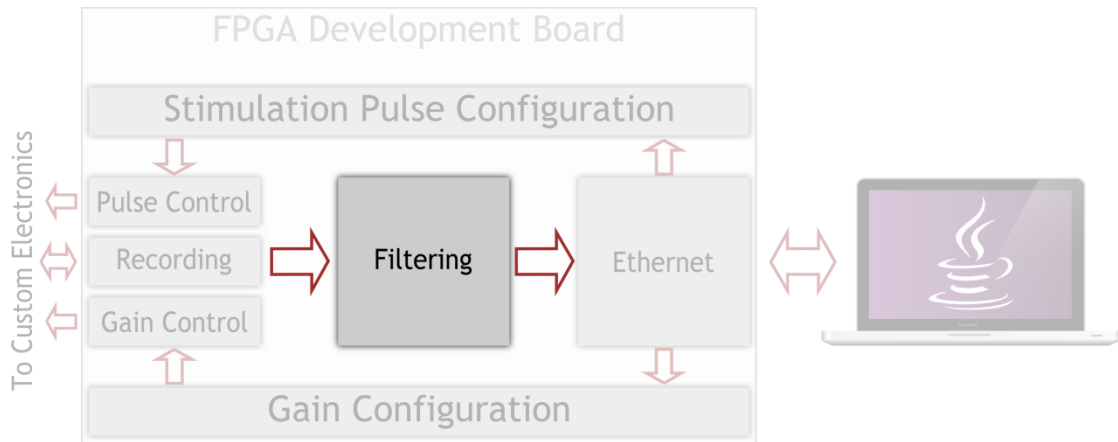 FPGA Development Board
Stimulation Pulse Configuration
To Custom Electronics
Pulse Control
Recording
Gain Control
Filtering
Ethernet
Gain Configuration